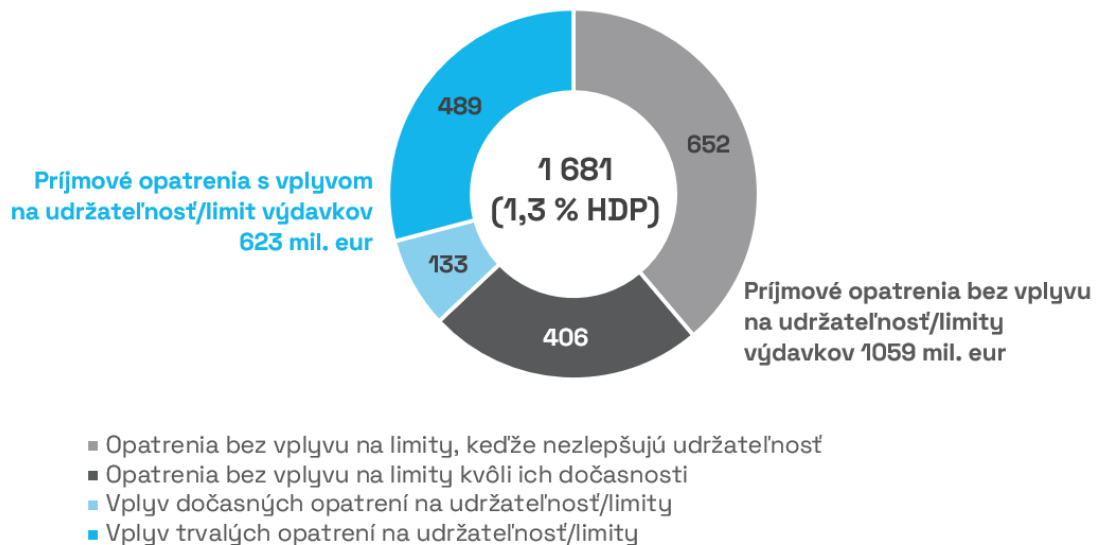 489
652
1 681
(1,3 % HDP)
Príjmové opatrenia s vplyvom
na udržateľnosť/limit výdavkov
623 mil. eur
133
Príjmové opatrenia bez vplyvu
na udržateľnosť/limity
výdavkov 1059 mil. eur
406
Opatrenia bez vplyvu na limity, keďže nezlepšujú udržateľnosť
Opatrenia bez vplyvu na limity kvôli ich dočasnosti
Vplyv dočasných opatrení na udržateľnosť/limity
Vplyv trvalých opatrení na udržateľnosť/limity